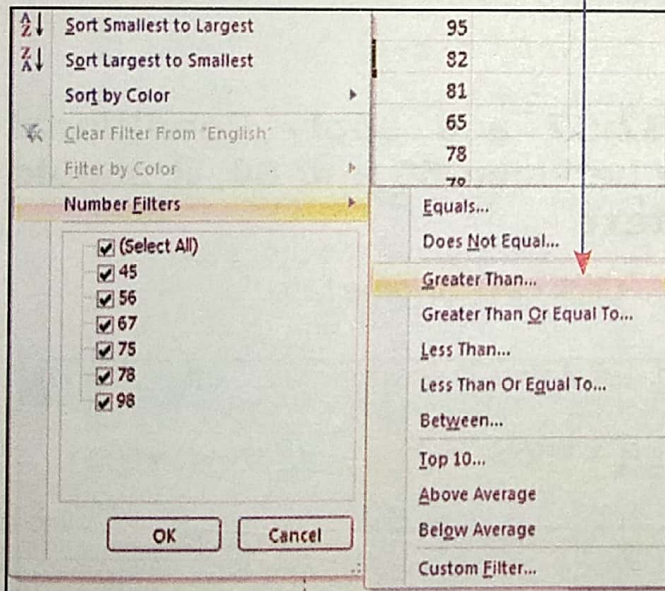 Sort Smallest to Largest
Sort Largest to Smallest
Sort by Color
Clear Filter From "English"
Filter by Color
Number Filters
(Select All)
45
56
67
75
78
98
OK
Cancel
95
82
81
65
78
78
Equals...
Does Not Equal...
Greater Than...
Greater Than Or Equal To...
Less Than...
Less Than Or Equal To...
Between...
Top 10...
Above Average
Below Average
Custom Filter...